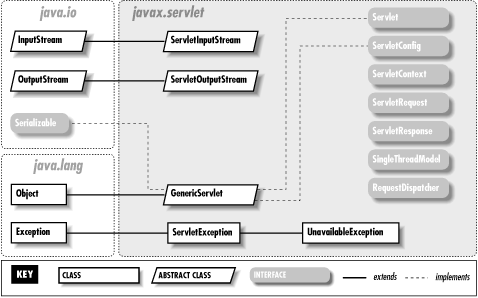 java.io
javax.servlet
InputStream
ServletInputStream
Servlet
ServletConfig
OutputStream
ServletOutputStream
ServletContext
ServletRequest
Serializable
ServletResponse
SingleThreadModel
java.lang
RequestDispatcher
Object
GenericServlet
Exception
ServletException
UnavailableException
KEY
CLASS
ABSTRACT CLASS
INTERFACE
extends
implements